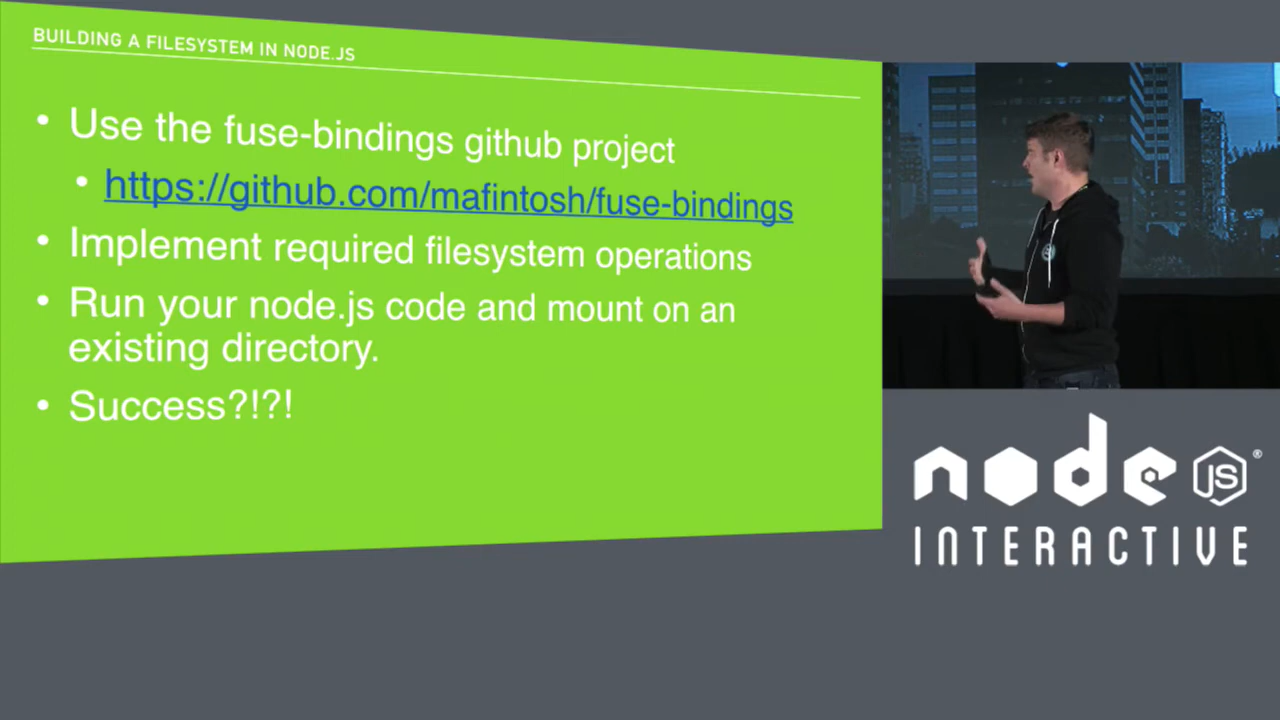 BUILDING A FILESYSTEM IN NODE.JS
• Use the fuse-bindings github project
• https://github.com/mafintosh/fuse-bindings
• Implement required filesystem operations
• Run your node.js code and mount on an
existing directory.
• Success?!?!
node JS ®
INTERACTIVE